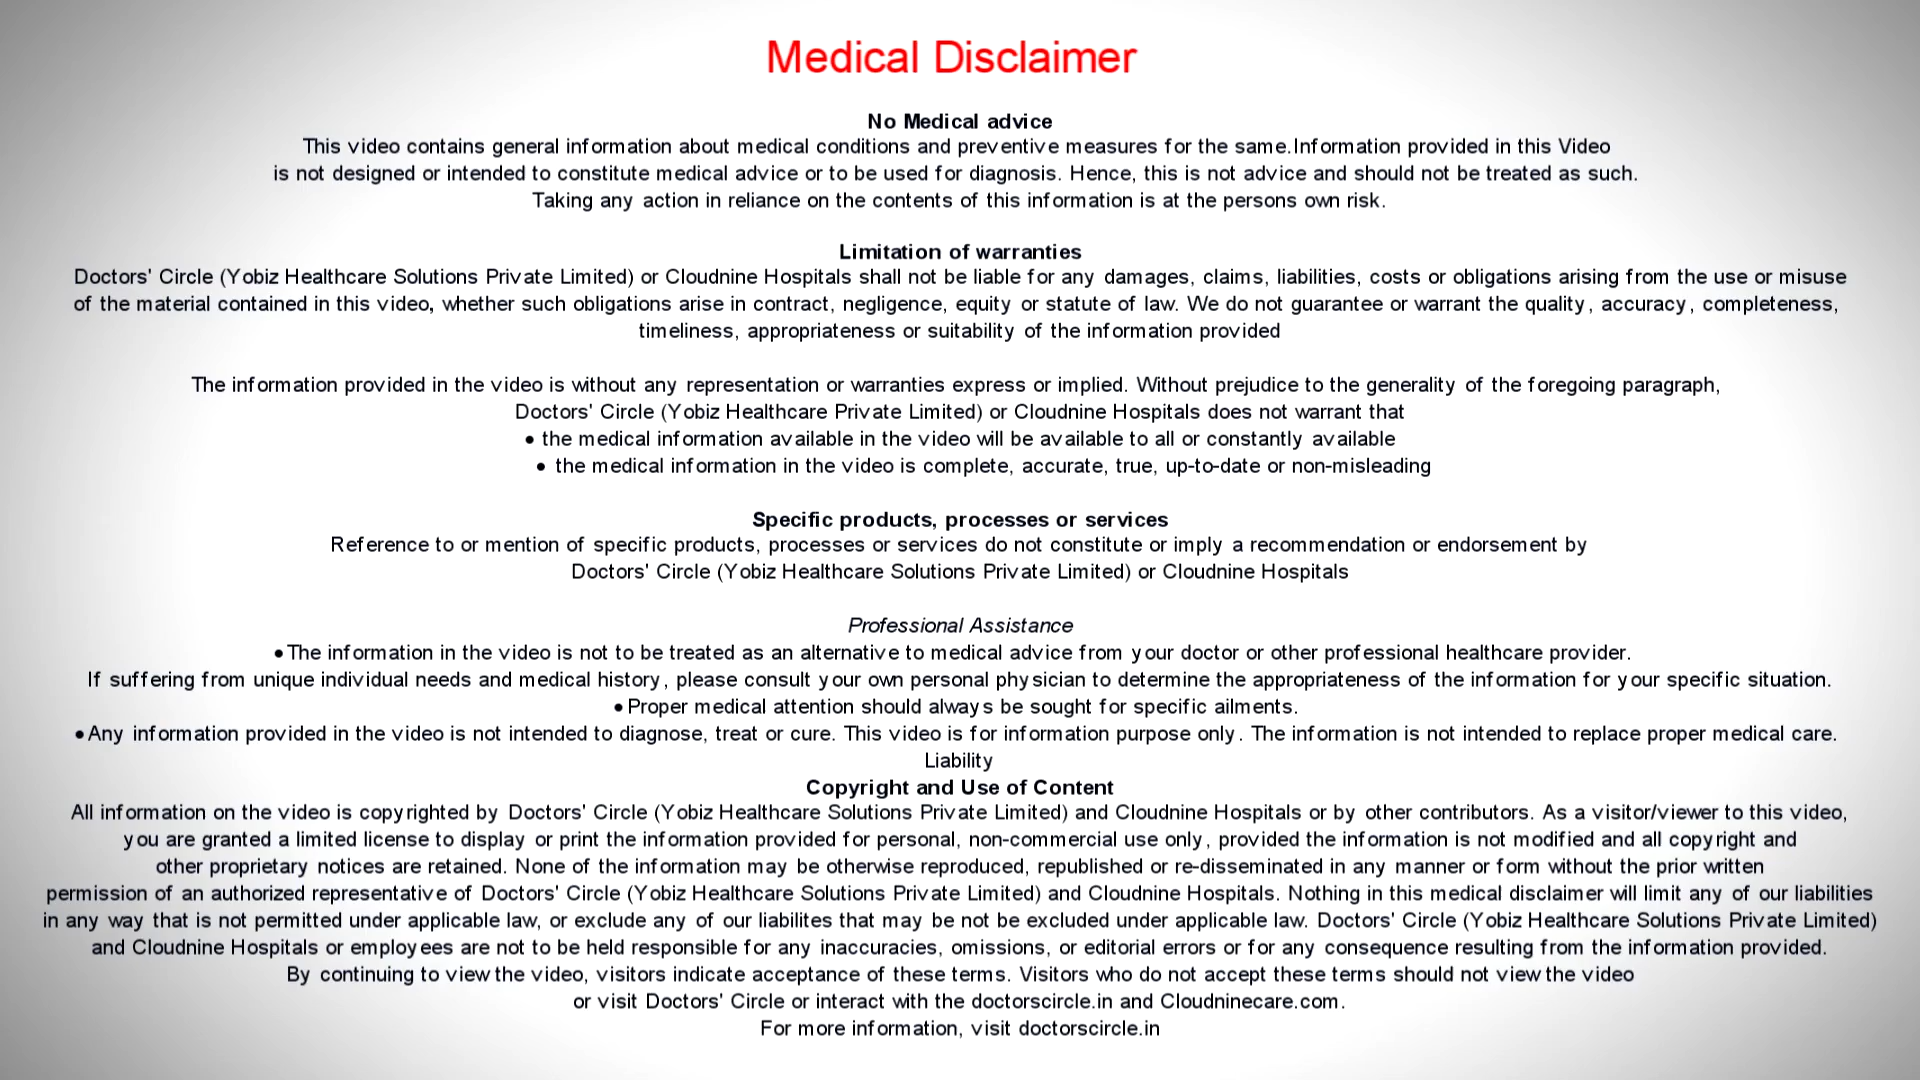 Medical Disclaimer
No Medical advice
This video contains general information about medical conditions and preventive measures for the same.Information provided in this Video
is not designed or intended to constitute medical advice or to be used for diagnosis. Hence, this is not advice and should not be treated as such.
Taking any action in reliance on the contents of this information is at the persons own risk.
Limitation of warranties
Doctors' Circle (Yobiz Healthcare Solutions Private Limited) or Cloudnine Hospitals shall not be liable for any damages, claims, liabilities, costs or obligations arising from the use or misuse
of the material contained in this video, whether such obligations arise in contract, negligence, equity or statute of law. We do not guarantee or warrant the quality, accuracy, completeness,
timeliness, appropriateness or suitability of the information provided
The information provided in the video is without any representation or warranties express or implied. Without prejudice to the generality of the foregoing paragraph,
Doctors' Circle (Yobiz Healthcare Private Limited) or Cloudnine Hospitals does not warrant that
• the medical information available in the video will be available to all or constantly available
• the medical information in the video is complete, accurate, true, up-to-date or non-misleading
Specific products, processes or services
Reference to or mention of specific products, processes or services do not constitute or imply a recommendation or endorsement by
Doctors' Circle (Yobiz Healthcare Solutions Private Limited) or Cloudnine Hospitals
Professional Assistance
•The information in the video is not to be treated as an alternative to medical advice from your doctor or other professional healthcare provider.
If suffering from unique individual needs and medical history, please consult your own personal physician to determine the appropriateness of the information for your specific situation.
•Proper medical attention should always be sought for specific ailments.
•Any information provided in the video is not intended to diagnose, treat or cure. This video is for information purpose only. The information is not intended to replace proper medical care.
Liability
Copyright and Use of Content
All information on the video is copyrighted by Doctors' Circle (Yobiz Healthcare Solutions Private Limited) and Cloudnine Hospitals or by other contributors. As a visitor/viewer to this video,
you are granted a limited license to display or print the information provided for personal, non-commercial use only, provided the information is not modified and all copyright and
other proprietary notices are retained. None of the information may be otherwise reproduced, republished or re-disseminated in any manner or form without the prior written
permission of an authorized representative of Doctors' Circle (Yobiz Healthcare Solutions Private Limited) and Cloudnine Hospitals. Nothing in this medical disclaimer will limit any of our liabilities
in any way that is not permitted under applicable law, or exclude any of our liabilites that may be not be excluded under applicable law. Doctors' Circle (Yobiz Healthcare Solutions Private Limited)
and Cloudnine Hospitals or employees are not to be held responsible for any inaccuracies, omissions, or editorial errors or for any consequence resulting from the information provided.
By continuing to view the video, visitors indicate acceptance of these terms. Visitors who do not accept these terms should not view the video
or visit Doctors' Circle or interact with the doctorscircle.in and Cloudninecare.com.
For more information, visit doctorscircle.in